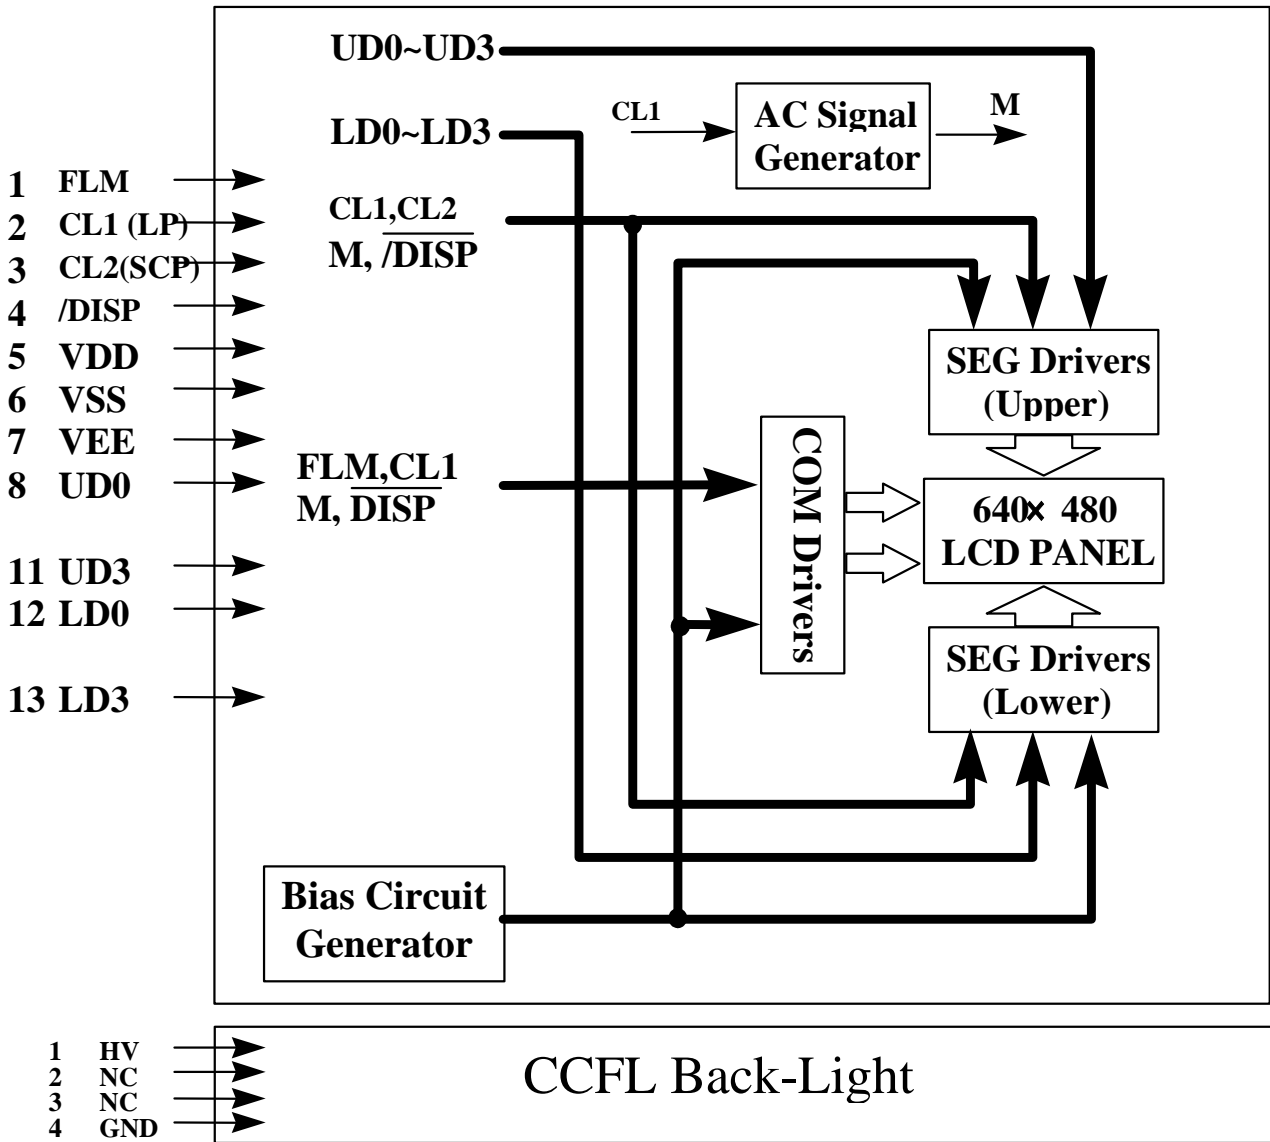 UD0~UD3
CL1
AC Signal
Generator
M
LD0~LD3
1 FLM
2 CL1 (LP)
3 CL2(SCP)
4 /DISP
5 VDD
6 VSS
7 VEE
8 UD0
11 UD3
12 LD0
13 LD3
CL1,CL2
M, /DISP
FLM,CL1
M, DISP
COM Drivers
SEG Drivers
(Upper)
640× 480
LCD PANEL
SEG Drivers
(Lower)
Bias Circuit
Generator
1 HV
2 NC
3 NC
4 GND
CCFL Back-Light